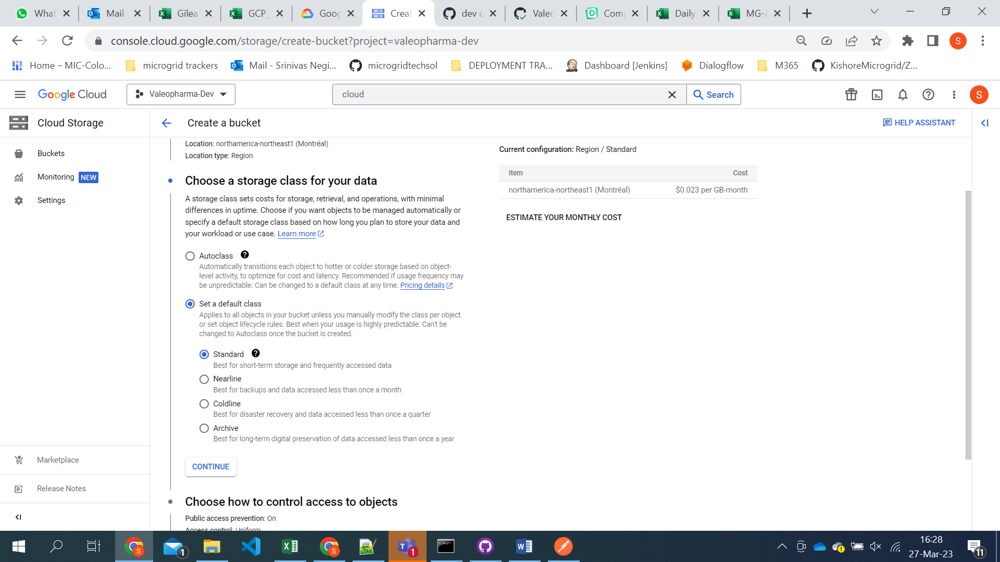 What
Mail
Gilea
GCP_
Goog
Creat
dev c
Valeo
Comp
Daily
MG-A
console.cloud.google.com/storage/create-bucket?project=valeopharma-dev
S
Home – MIC-Colo...
microgrid trackers
Mail - Srinivas Negi...
microgridtechsol
DEPLOYMENT TRA...
Dashboard [Jenkins]
Dialogflow
M365
KishoreMicrogrid/Z...
Google Cloud
Valeopharma-Dev
cloud
Search
S
Cloud Storage
Create a bucket
HELP ASSISTANT
Buckets
Monitoring NEW
Settings
Marketplace
Release Notes
Location: northamerica-northeast1 (Montréal)
Location type: Region
Choose a storage class for your data
A storage class sets costs for storage, retrieval, and operations, with minimal
differences in uptime. Choose if you want objects to be managed automatically or
specify a default storage class based on how long you plan to store your data and
your workload or use case. Learn more
Autoclass
Automatically transitions each object to hotter or colder storage based on object-
level activity, to optimize for cost and latency. Recommended if usage frequency may
be unpredictable. Can be changed to a default class at any time. Pricing details
Set a default class
Applies to all objects in your bucket unless you manually modify the class per object
or set object lifecycle rules. Best when your usage is highly predictable. Can't be
changed to Autoclass once the bucket is created.
Standard
Best for short-term storage and frequently accessed data
Nearline
Best for backups and data accessed less than once a month
Coldline
Best for disaster recovery and data accessed less than once a quarter
Archive
Best for long-term digital preservation of data accessed less than once a year
CONTINUE
Choose how to control access to objects
Public access prevention: On
Access control: Uniform
Current configuration: Region / Standard
Item Cost
northamerica-northeast1 (Montréal) $0.023 per GB-month
ESTIMATE YOUR MONTHLY COST
S
1
S
1
16:28
27-Mar-23
11